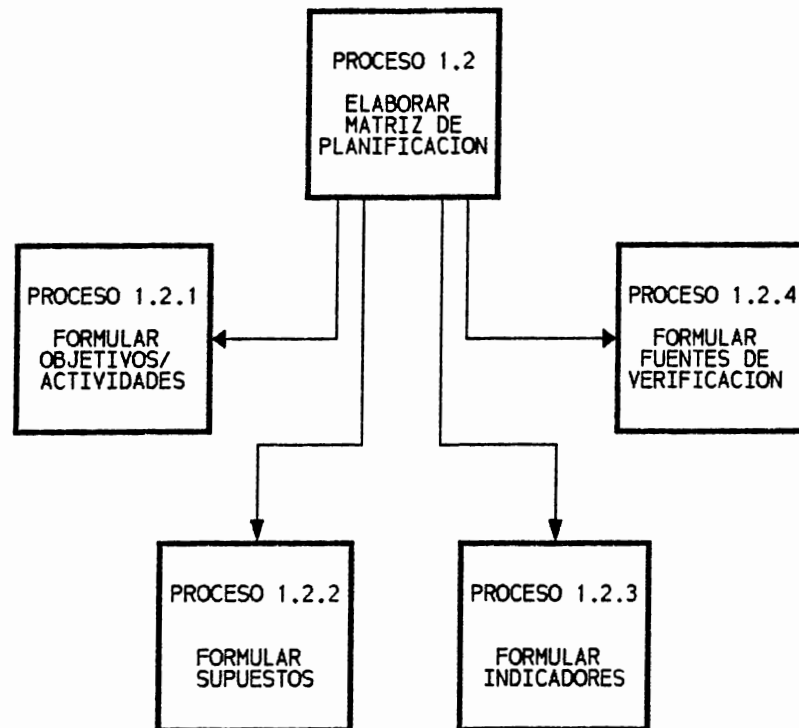 PROCESO 1.2
ELABORAR
MATRIZ DE
PLANIFICACION
PROCESO 1.2.1
FORMULAR
OBJETIVOS/
ACTIVIDADES
PROCESO 1.2.4
FORMULAR
FUENTES DE
VERIFICACION
PROCESO 1.2.2
FORMULAR
SUPUESTOS
PROCESO 1.2.3
FORMULAR
INDICADORES